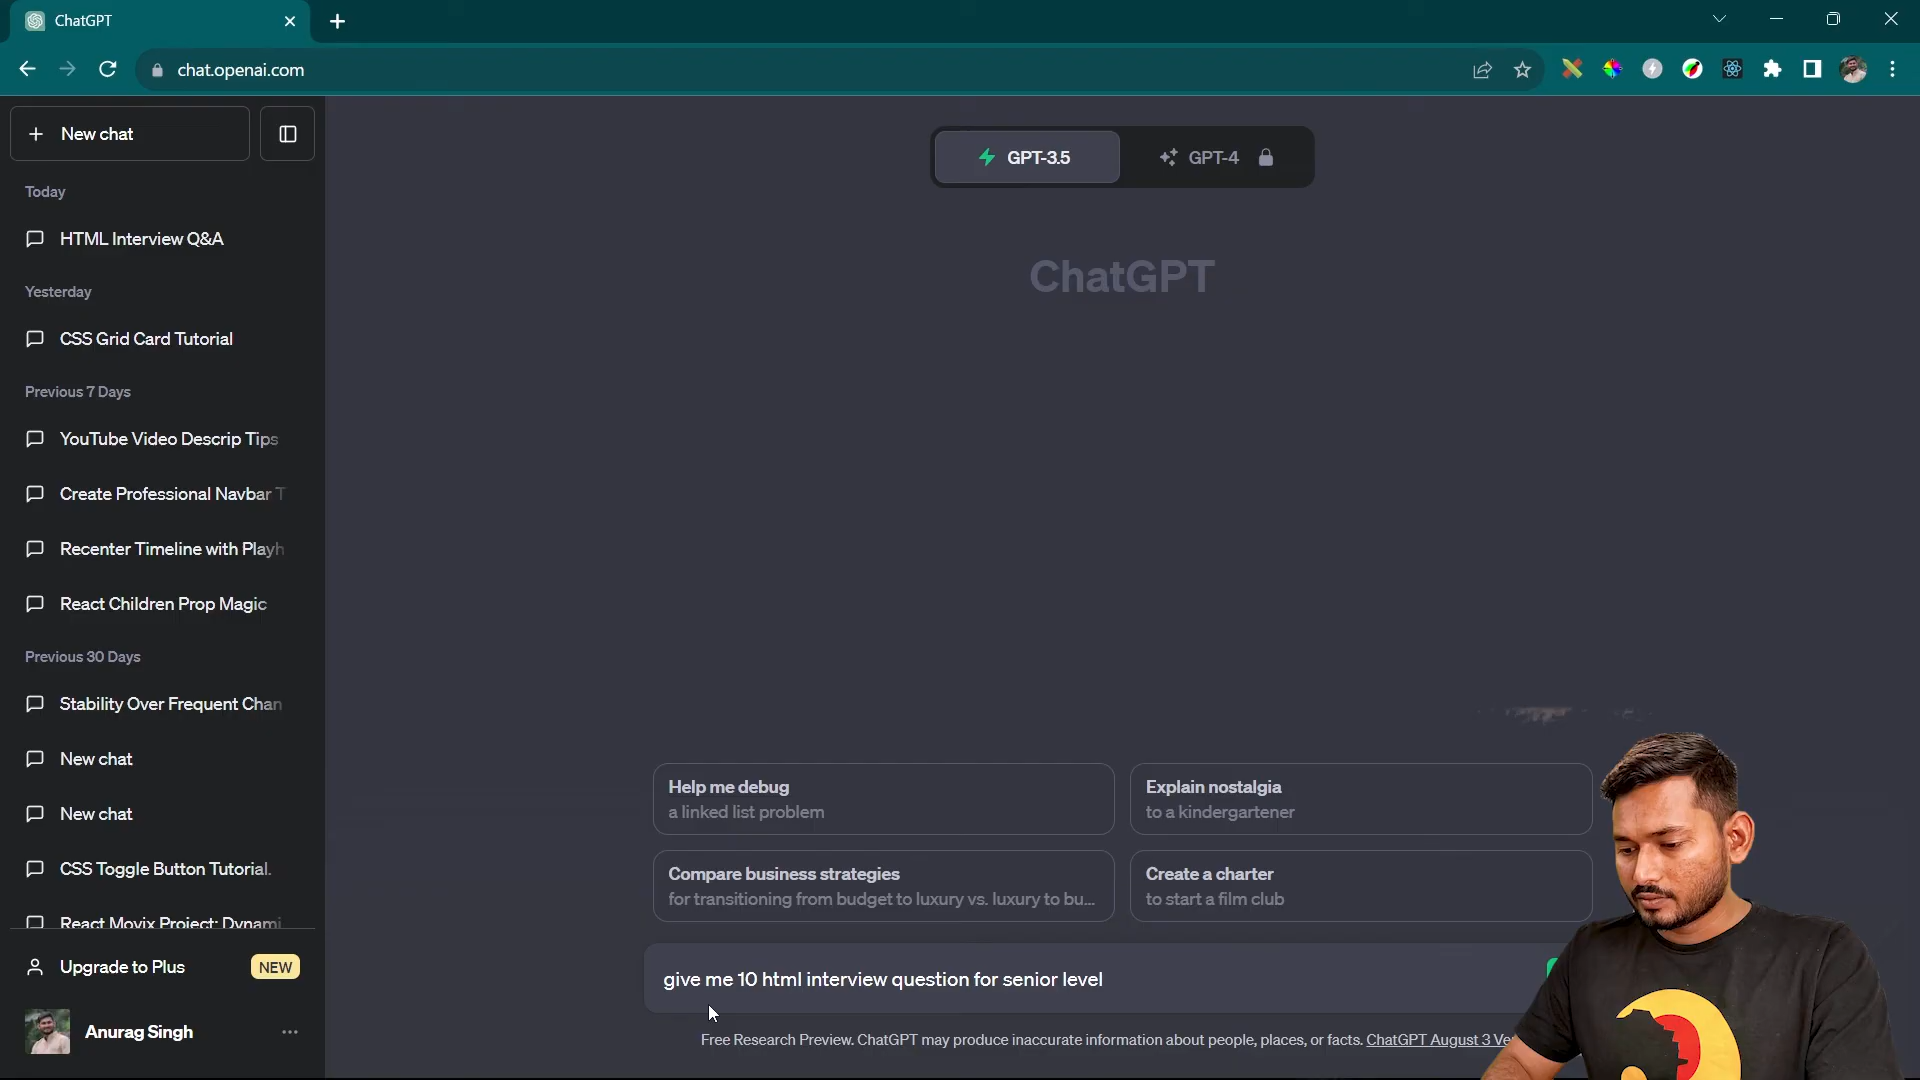 ChatGPT
chat.openai.com
New chat
GPT-3.5
GPT-4
Today
HTML Interview Q&A
Yesterday
CSS Grid Card Tutorial
Previous 7 Days
YouTube Video Descrip Tips
Create Professional Navbar T
Recenter Timeline with Playh
React Children Prop Magic
Previous 30 Days
Stability Over Frequent Chan
New chat
New chat
CSS Toggle Button Tutorial.
React Movix Project: Dynami
Upgrade to Plus
NEW
Anurag Singh
ChatGPT
Help me debug
a linked list problem
Explain nostalgia
to a kindergartener
Compare business strategies
for transitioning from budget to luxury vs. luxury to bu...
Create a charter
to start a film club
give me 10 html interview question for senior level
Free Research Preview. ChatGPT may produce inaccurate information about people, places, or facts. ChatGPT August 3 Ve